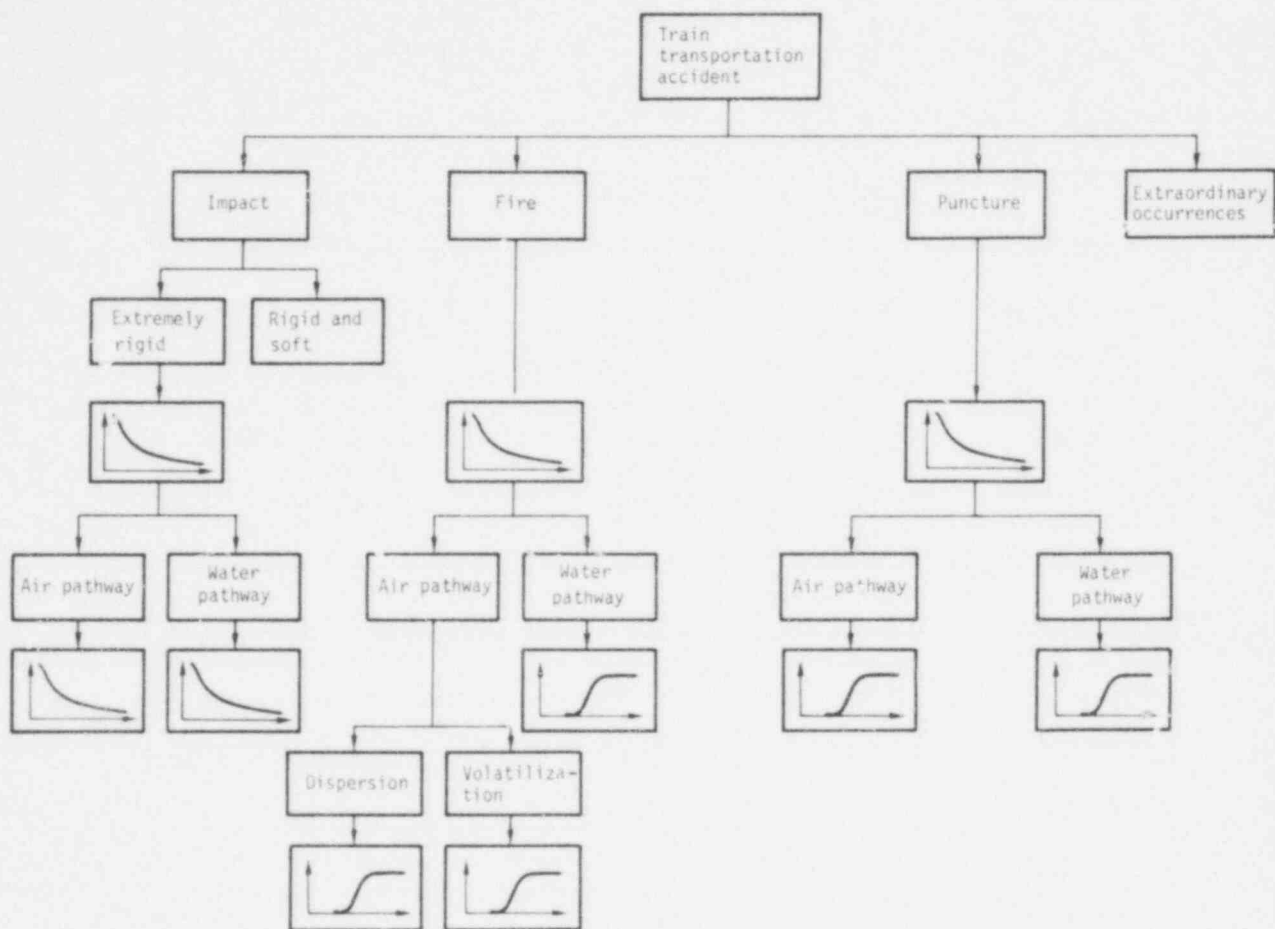 Train
transportation
accident
Impact
Fire
Puncture
Extraordinary
occurrences
Extremely
rigid
Rigid and
soft
Air pathway
Water
pathway
Air pathway
Water
pathway
Air pathway
Water
pathway
Dispersion
Volatiliza-
tion